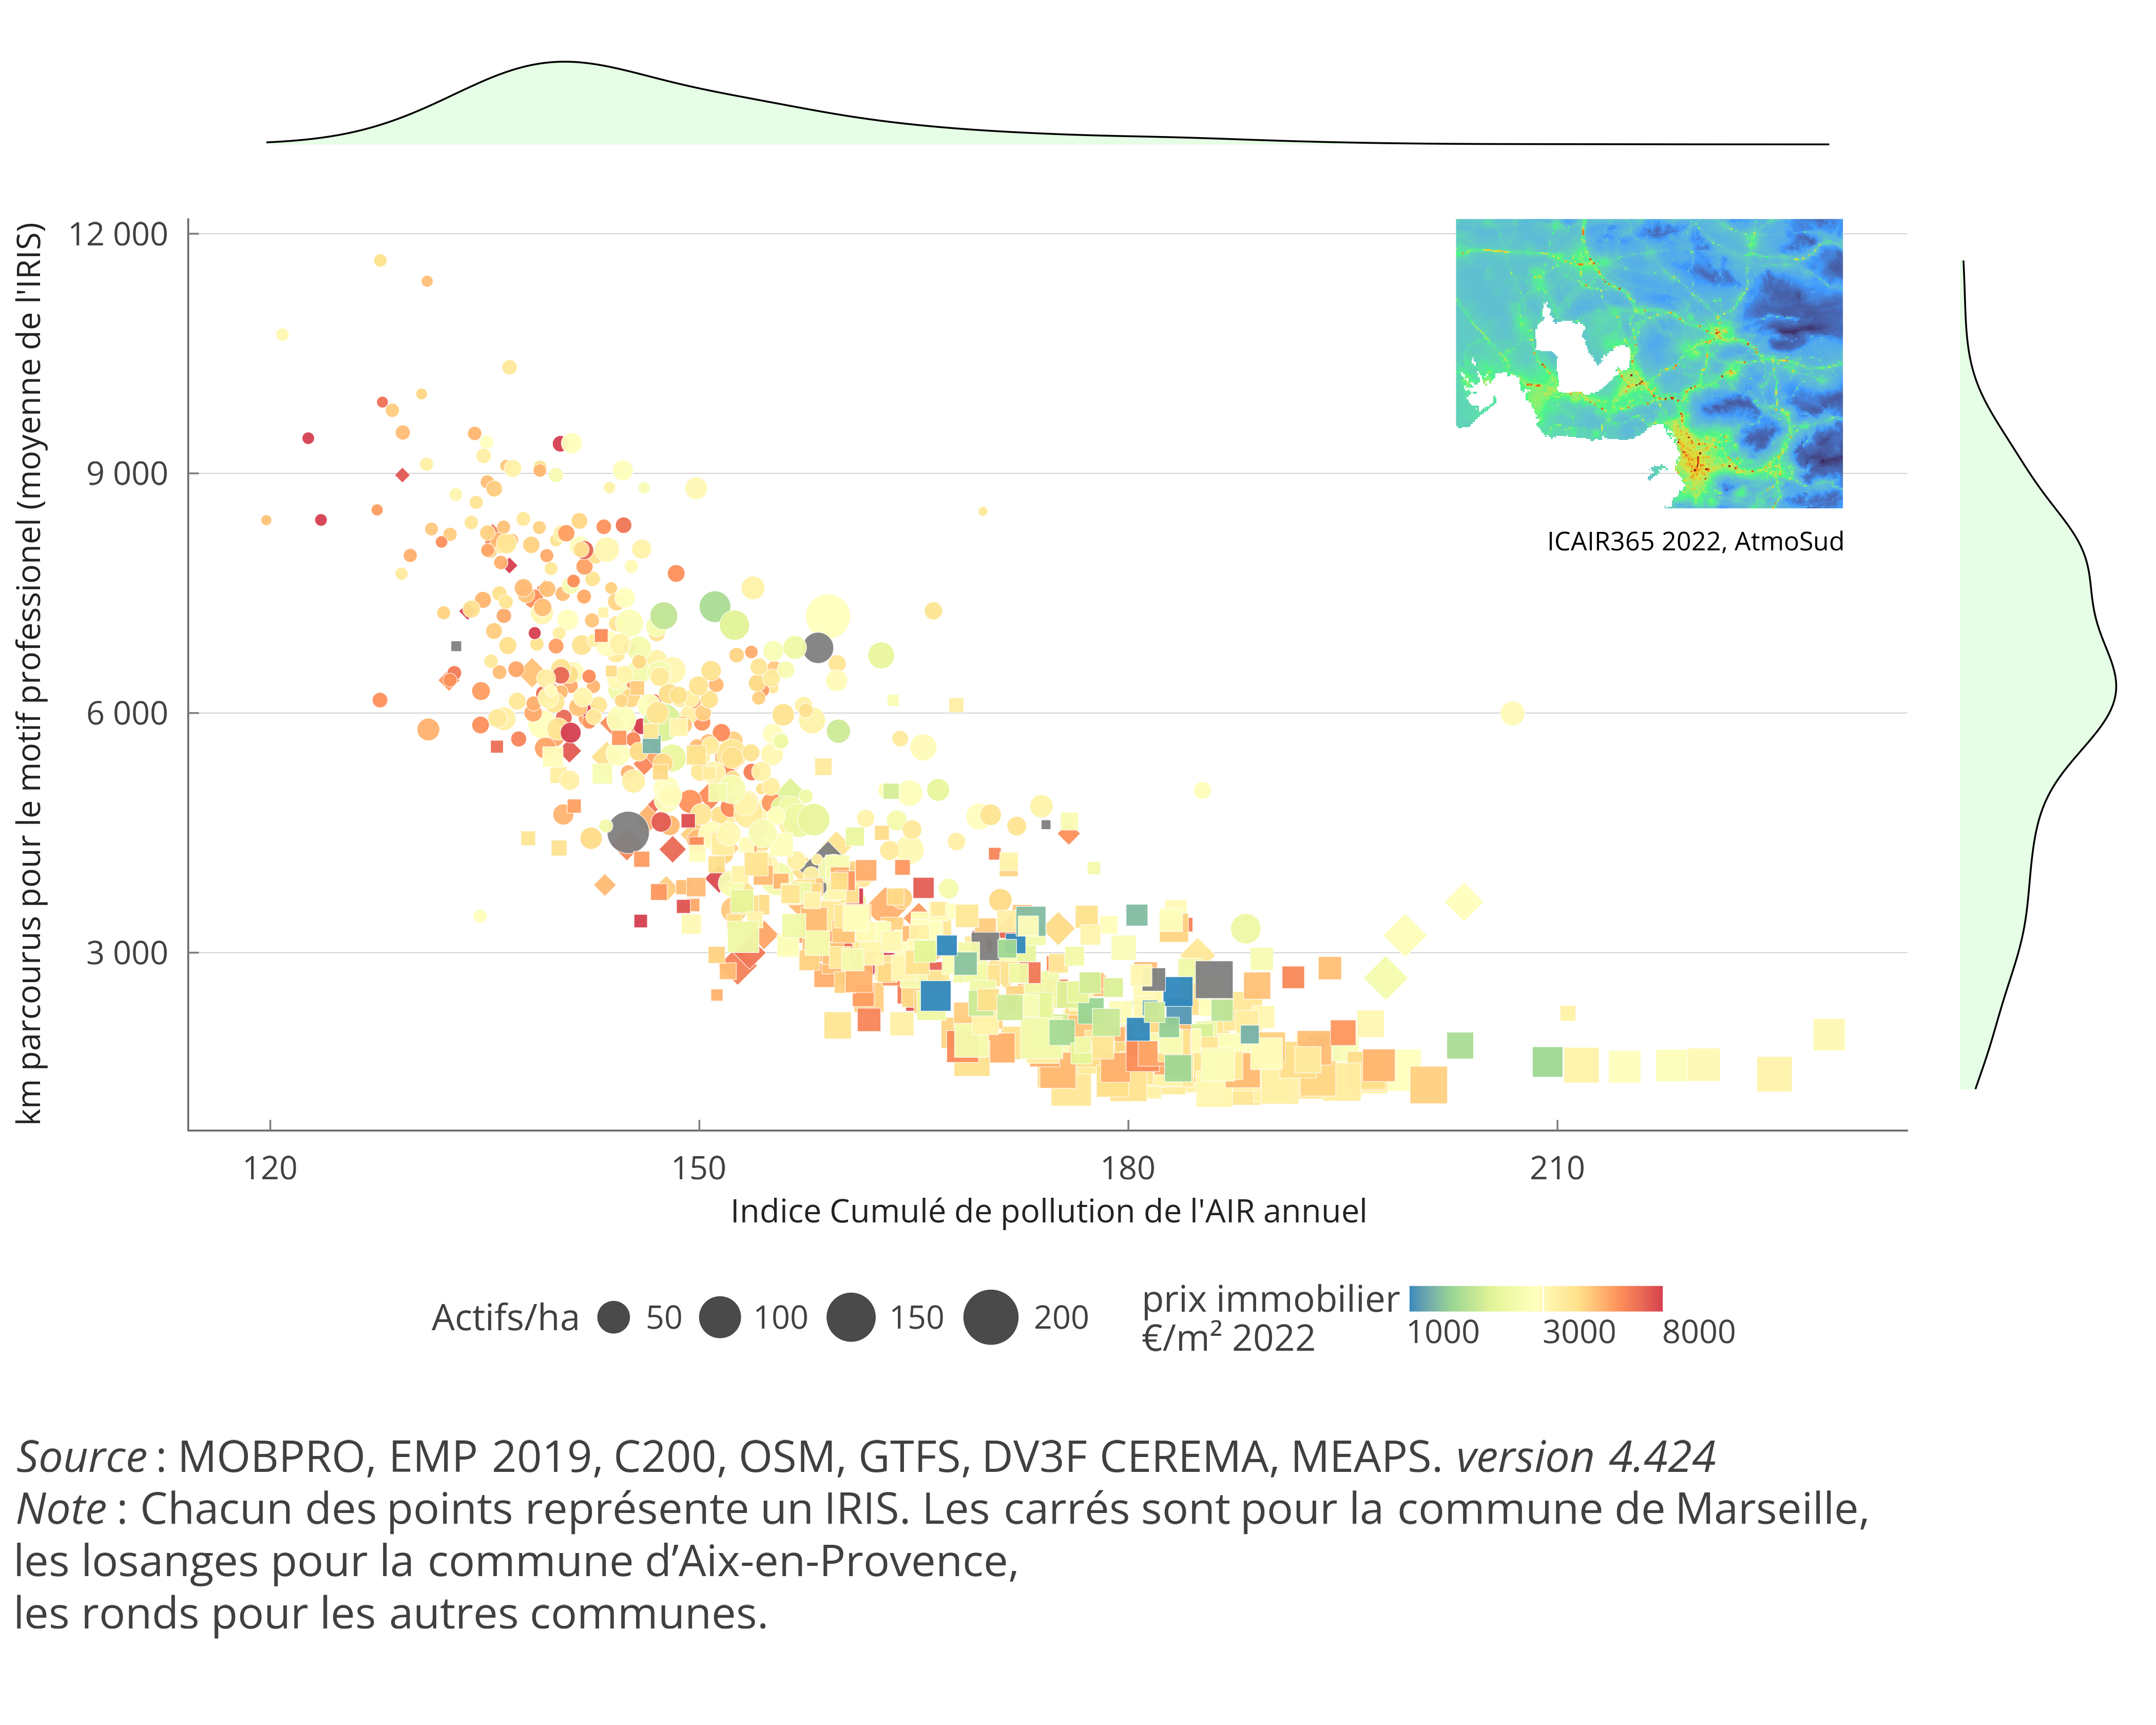 km parcourus pour le motif professionel (moyenne de l'IRIS)
12 000
9 000
6 000
3 000
ICAIR365 2022, AtmoSud
120
150
180
210
Indice Cumulé de pollution de l'AIR annuel
Actifs/ha
50
100
150
200
prix immobilier
€/m² 2022
1000
3000
8000
Source : MOBPRO, EMP 2019, C200, OSM, GTFS, DV3F CEREMA, MEAPS. version 4.424
Note : Chacun des points représente un IRIS. Les carrés sont pour la commune de Marseille,
les losanges pour la commune d’Aix-en-Provence,
les ronds pour les autres communes.